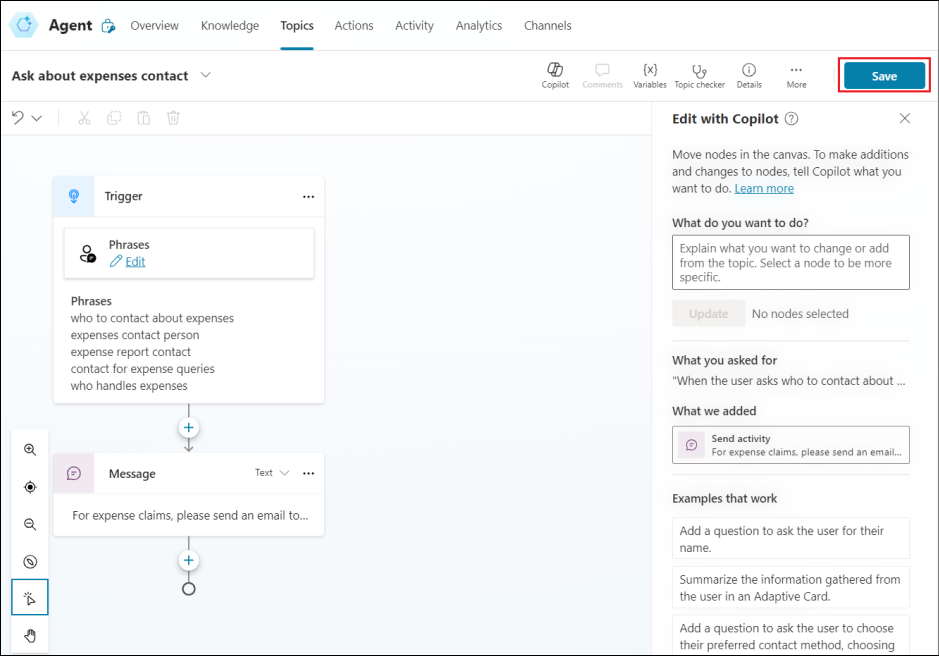 Agent Overview Knowledge Topics Actions Activity Analytics Channels
Ask about expenses contact
Copilot Comments {x} Variables Topic checker Details More
Save
Trigger
Phrases
Edit
Phrases
who to contact about expenses
expenses contact person
expense report contact
contact for expense queries
who handles expenses
Message Text
For expense claims, please send an email to...
Edit with Copilot
Move nodes in the canvas. To make additions
and changes to nodes, tell Copilot what you
want to do. Learn more
What do you want to do?
Explain what you want to change or add
from the topic. Select a node to be more
specific.
Update No nodes selected
What you asked for
"When the user asks who to contact about ...
What we added
Send activity
For expense claims, please send an email...
Examples that work
Add a question to ask the user for their
name.
Summarize the information gathered from
the user in an Adaptive Card.
Add a question to ask the user to choose
their preferred contact method, choosing